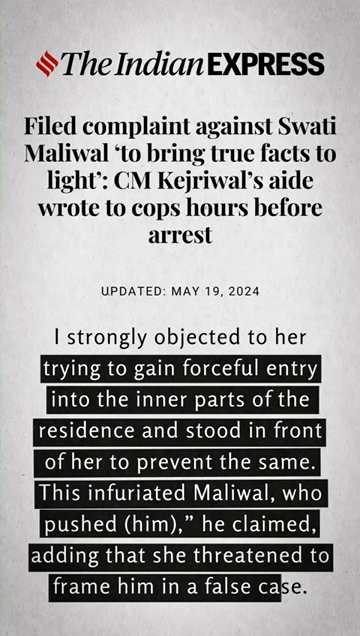 The Indian EXPRESS
Filed complaint against Swati
Maliwal ‘to bring true facts to
light’: CM Kejriwal’s aide
wrote to cops hours before
arrest
UPDATED: MAY 19, 2024
I strongly objected to her
trying to gain forceful entry
into the inner parts of the
residence and stood in front
of her to prevent the same.
This infuriated Maliwal, who
pushed (him),” he claimed,
adding that she threatened to
frame him in a false case.